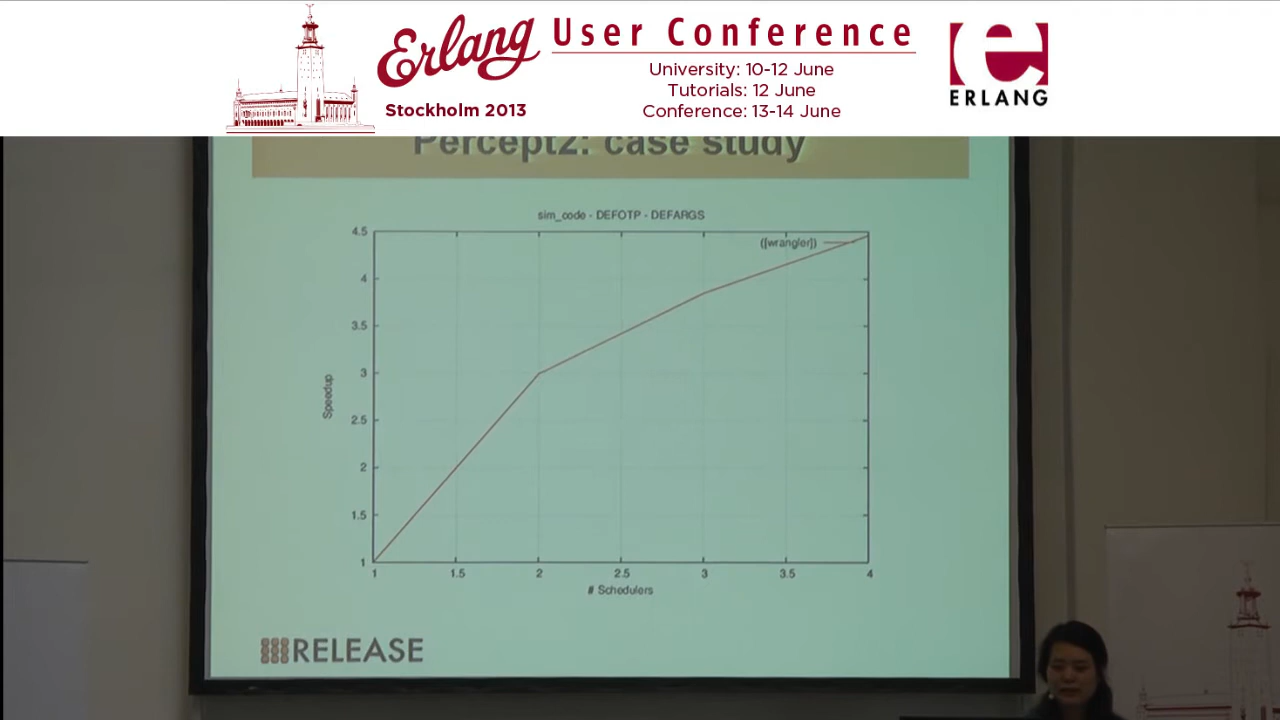 Erlang User Conference
Stockholm 2013
University: 10-12 June
Tutorials: 12 June
Conference: 13-14 June
ERLANG
Percept2: case study
sim_code - DEFOTP - DEFARGS
([wrangler])
4.5
4
3.5
3
2.5
2
1.5
1
Speedup
1 1.5 2 2.5 3 3.5 4
# Schedulers
RELEASE